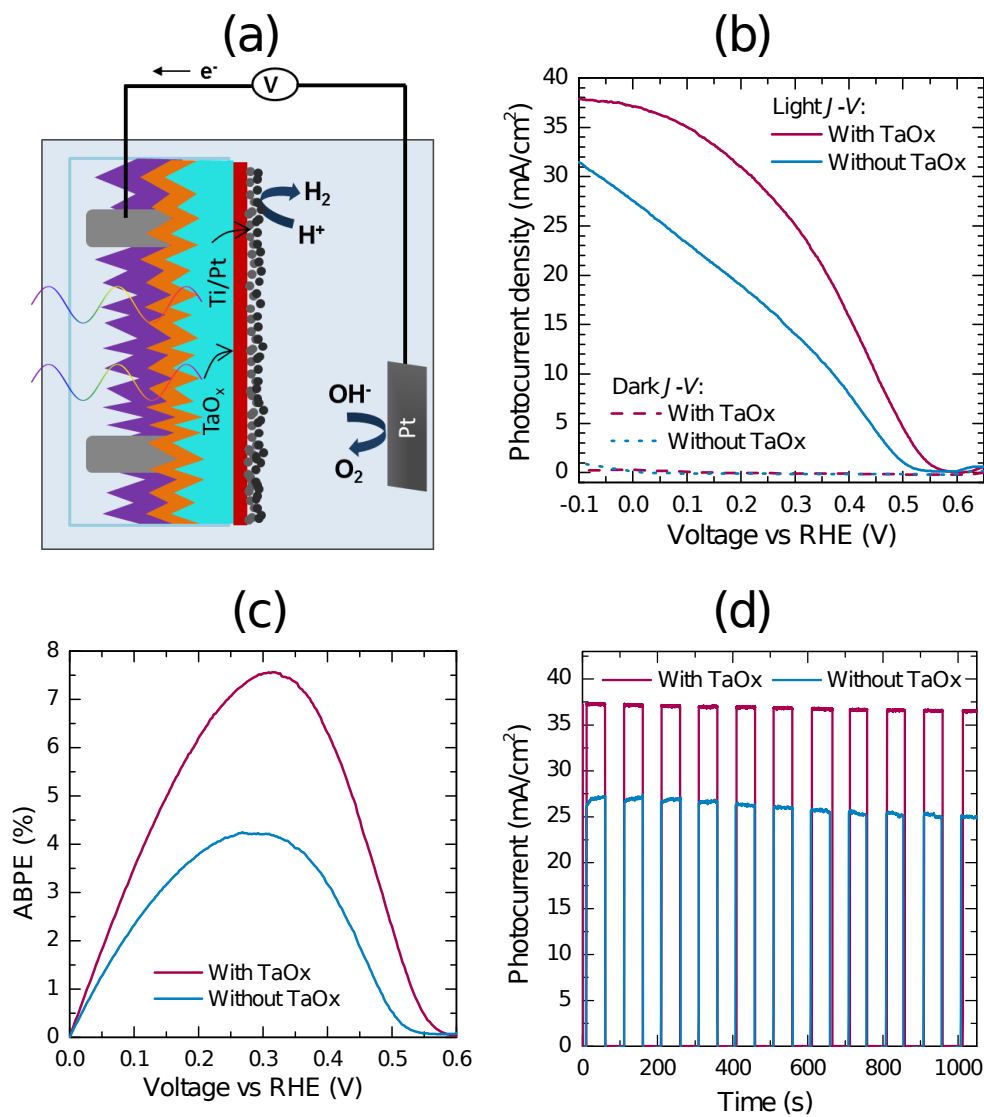 (a)
e-
V
H2
H+
Ti/Pt
TaOx
OH-
O2
Pt
(b)
Photocurrent density (mA/cm2)
40
35
30
25
20
15
10
5
0
Light J-V:
With TaOx
Without TaOx
Dark J-V:
With TaOx
Without TaOx
-0.1 0.0 0.1 0.2 0.3 0.4 0.5 0.6
Voltage vs RHE (V)
(c)
ABPE (%)
8
7
6
5
4
3
2
1
0
With TaOx
Without TaOx
0.0 0.1 0.2 0.3 0.4 0.5 0.6
Voltage vs RHE (V)
(d)
Photocurrent (mA/cm2)
40
35
30
25
20
15
10
5
0
With TaOx Without TaOx
0 200 400 600 800 1000
Time (s)